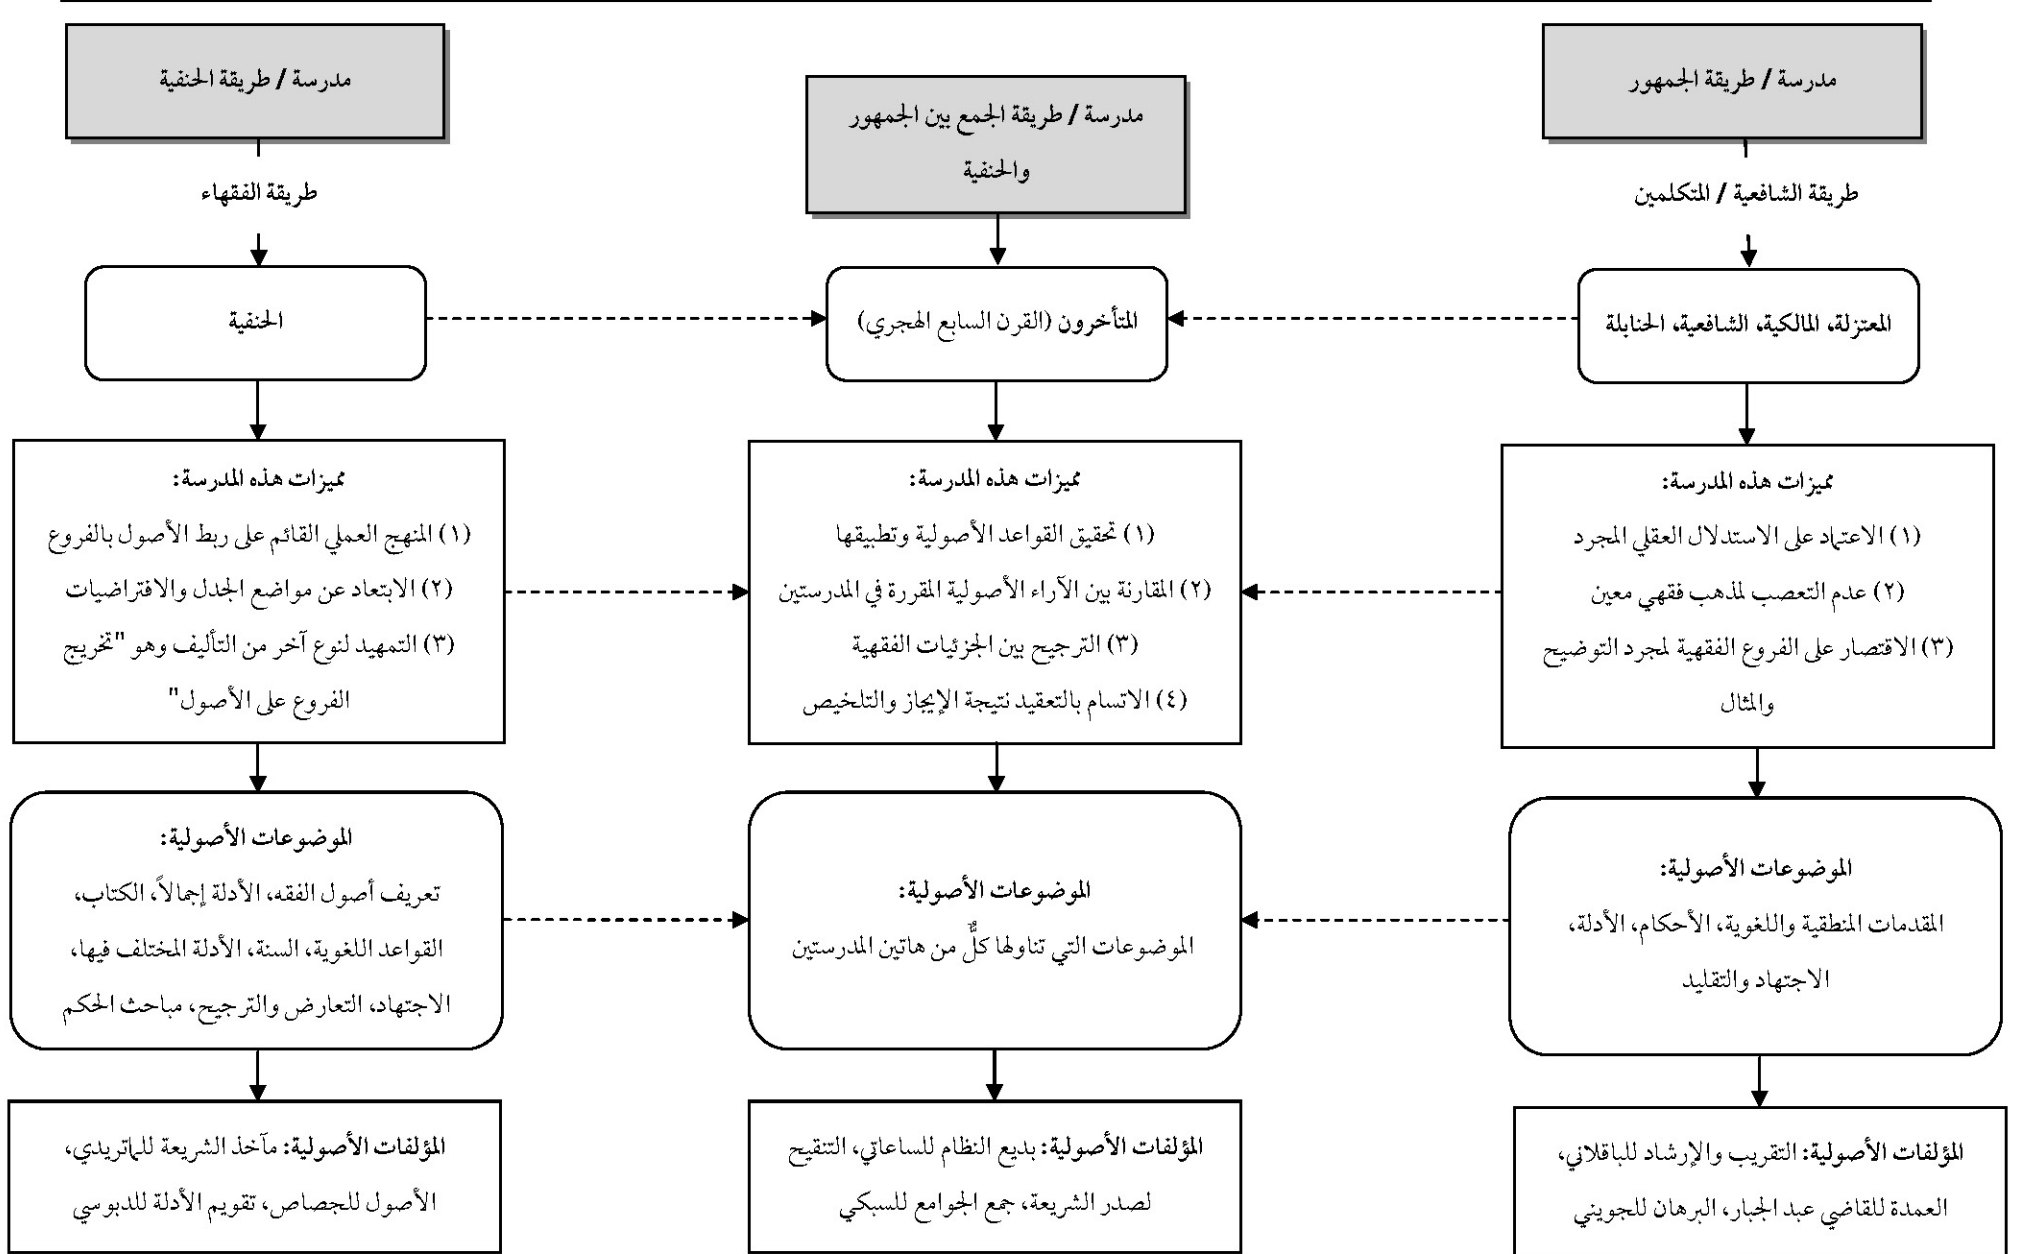 مدرسة / طريقة الجمهور
طريقة الشافعية / المتكلمين
المعتزلة، المالكية، الشافعية، الحنابلة
مميزات هذه المدرسة:
(١) الاعتماد على الاستدلال العقلي المجرد
(٢) عدم التعصب لمذهب فقهي معين
(٣) الاقتصار على الفروع الفقهية لمجرد التوضيح
والمثال
الموضوعات الأصولية:
المقدمات المنطقية واللغوية، الأحكام، الأدلة،
الاجتهاد والتقليد
المؤلفات الأصولية: التقريب والإرشاد للباقلاني،
العمدة للقاضي عبد الجبار، البرهان للجويني
مدرسة / طريقة الجمع بين الجمهور
والحنفية
المتأخرون (القرن السابع الهجري)
مميزات هذه المدرسة:
(١) تحقيق القواعد الأصولية وتطبيقها
(٢) المقارنة بين الآراء الأصولية المقررة في المدرستين
(٣) الترجيح بين الجزئيات الفقهية
(٤) الاتسام بالتعقيد نتيجة الإيجاز والتلخيص
الموضوعات الأصولية:
الموضوعات التي تناولها كلٌّ من هاتين المدرستين
المؤلفات الأصولية: بديع النظام للساعاتي، التنقيح
لصدر الشريعة، جمع الجوامع للسبكي
مدرسة / طريقة الحنفية
طريقة الفقهاء
الحنفية
مميزات هذه المدرسة:
(١) المنهج العملي القائم على ربط الأصول بالفروع
(٢) الابتعاد عن مواضع الجدل والافتراضيات
(٣) التمهيد لنوع آخر من التأليف وهو "تخريج
الفروع على الأصول"
الموضوعات الأصولية:
تعريف أصول الفقه، الأدلة إجمالاً، الكتاب،
القواعد اللغوية، السنة، الأدلة المختلف فيها،
الاجتهاد، التعارض والترجيح، مباحث الحكم
المؤلفات الأصولية: مآخذ الشريعة للماتريدي،
الأصول للجصاص، تقويم الأدلة للدبوسي